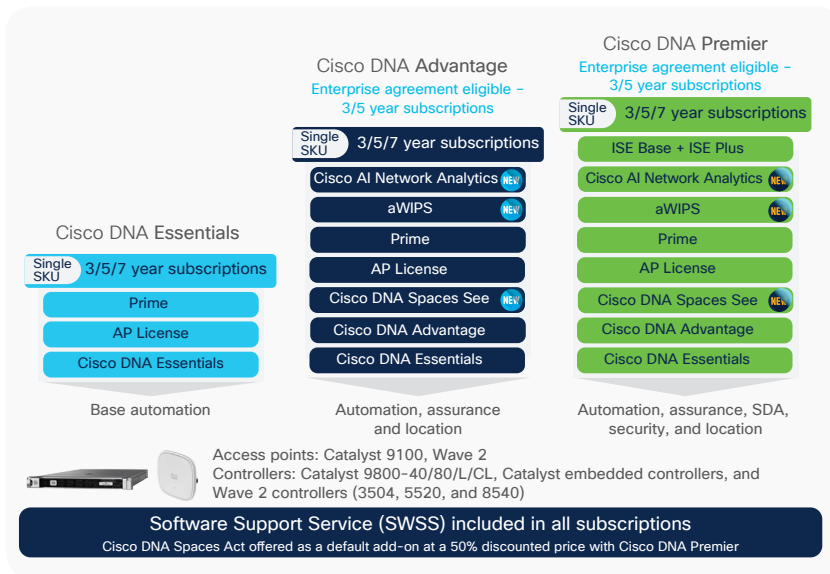 Cisco DNA Essentials
Single
SKU
3/5/7 year subscriptions
Prime
AP License
Cisco DNA Essentials
Base automation
Cisco DNA Advantage
Enterprise agreement eligible –
3/5 year subscriptions
Single
SKU
3/5/7 year subscriptions
Cisco AI Network Analytics NEW
aWIPS NEW
Prime
AP License
Cisco DNA Spaces See NEW
Cisco DNA Advantage
Cisco DNA Essentials
Automation, assurance
and location
Cisco DNA Premier
Enterprise agreement eligible –
3/5 year subscriptions
Single
SKU
3/5/7 year subscriptions
ISE Base + ISE Plus
Cisco AI Network Analytics NEW
aWIPS NEW
Prime
AP License
Cisco DNA Spaces See NEW
Cisco DNA Advantage
Cisco DNA Essentials
Automation, assurance, SDA,
security, and location
Access points: Catalyst 9100, Wave 2
Controllers: Catalyst 9800-40/80/L/CL, Catalyst embedded controllers, and
Wave 2 controllers (3504, 5520, and 8540)
Software Support Service (SWSS) included in all subscriptions
Cisco DNA Spaces Act offered as a default add-on at a 50% discounted price with Cisco DNA Premier